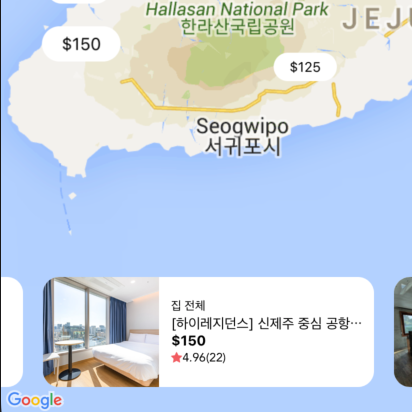 Hallasan National Park
한라산국립공원
JEJU
$150
$125
Seogwipo
서귀포시
집 전체
[하이레지던스] 신제주 중심 공항…
$150
4.96(22)
Google